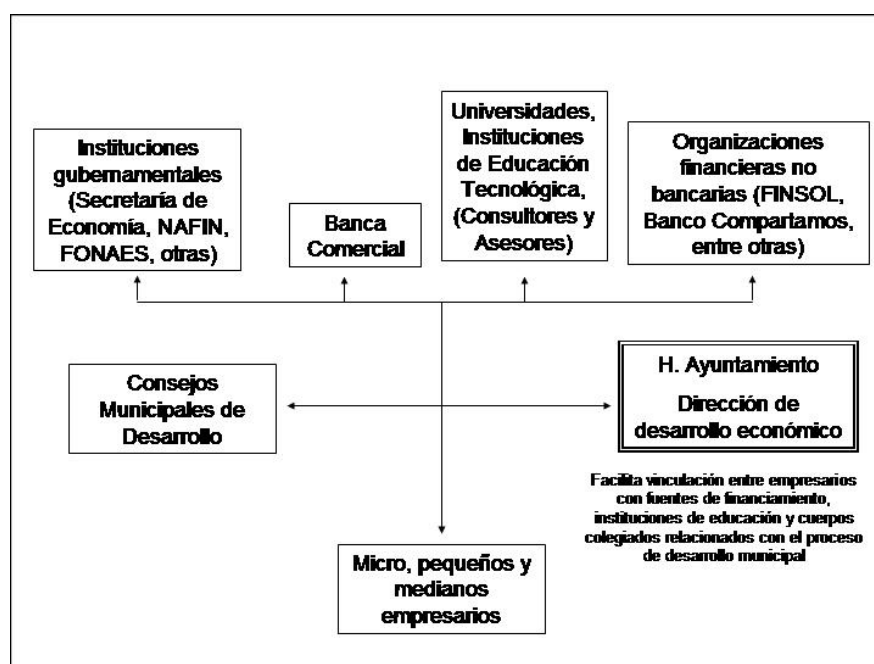 Instituciones
gubernamentales
(Secretaría de
Economía, NAFIN,
FONAES, otras)
Banca
Comercial
Universidades,
Instituciones
de Educación
Tecnológica,
(Consultores y
Asesores)
Organizaciones
financieras no
bancarias (FINSOL,
Banco Compartamos,
entre otras)
Consejos
Municipales de
Desarrollo
H. Ayuntamiento
Dirección de
desarrollo económico
Facilita vinculación entre empresarios
con fuentes de financiamiento,
instituciones de educación y cuerpos
colegiados relacionados con el proceso
de desarrollo municipal
Micro, pequeños y
medianos
empresarios